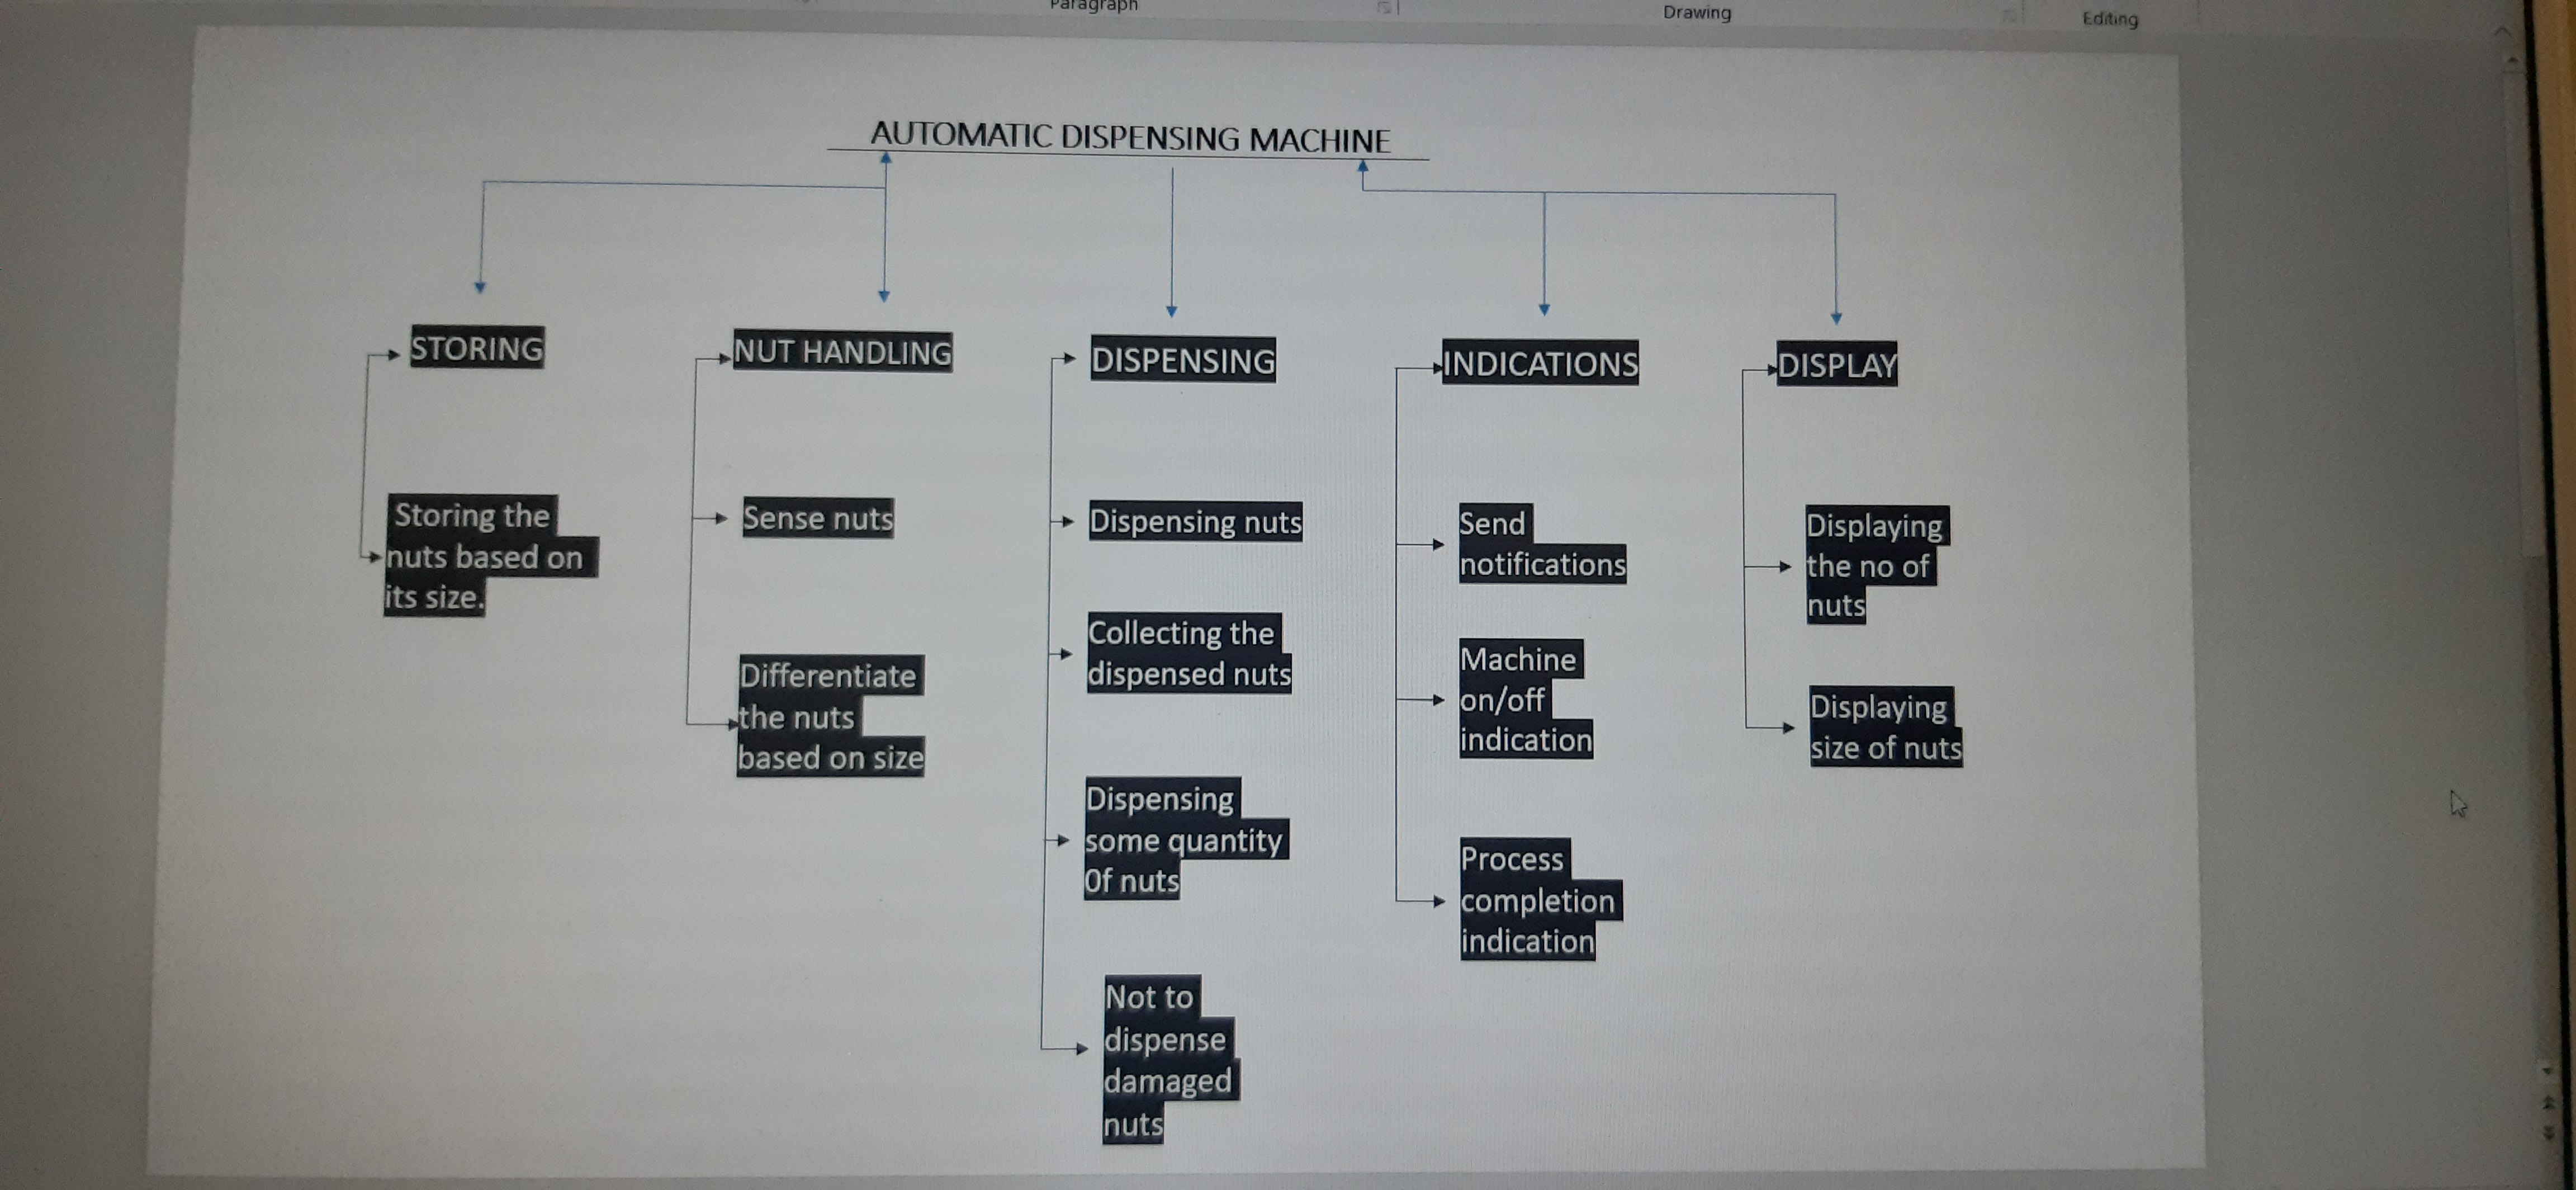 Paragraph
Drawing
Editing
AUTOMATIC DISPENSING MACHINE
STORING
Storing the
nuts based on
its size.
NUT HANDLING
Sense nuts
Differentiate
the nuts
based on size
DISPENSING
Dispensing nuts
Collecting the
dispensed nuts
Dispensing
some quantity
0f nuts
Not to
dispense
damaged
nuts
INDICATIONS
Send
notifications
Machine
on/off
indication
Process
completion
indication
DISPLAY
Displaying
the no of
nuts
Displaying
size of nuts